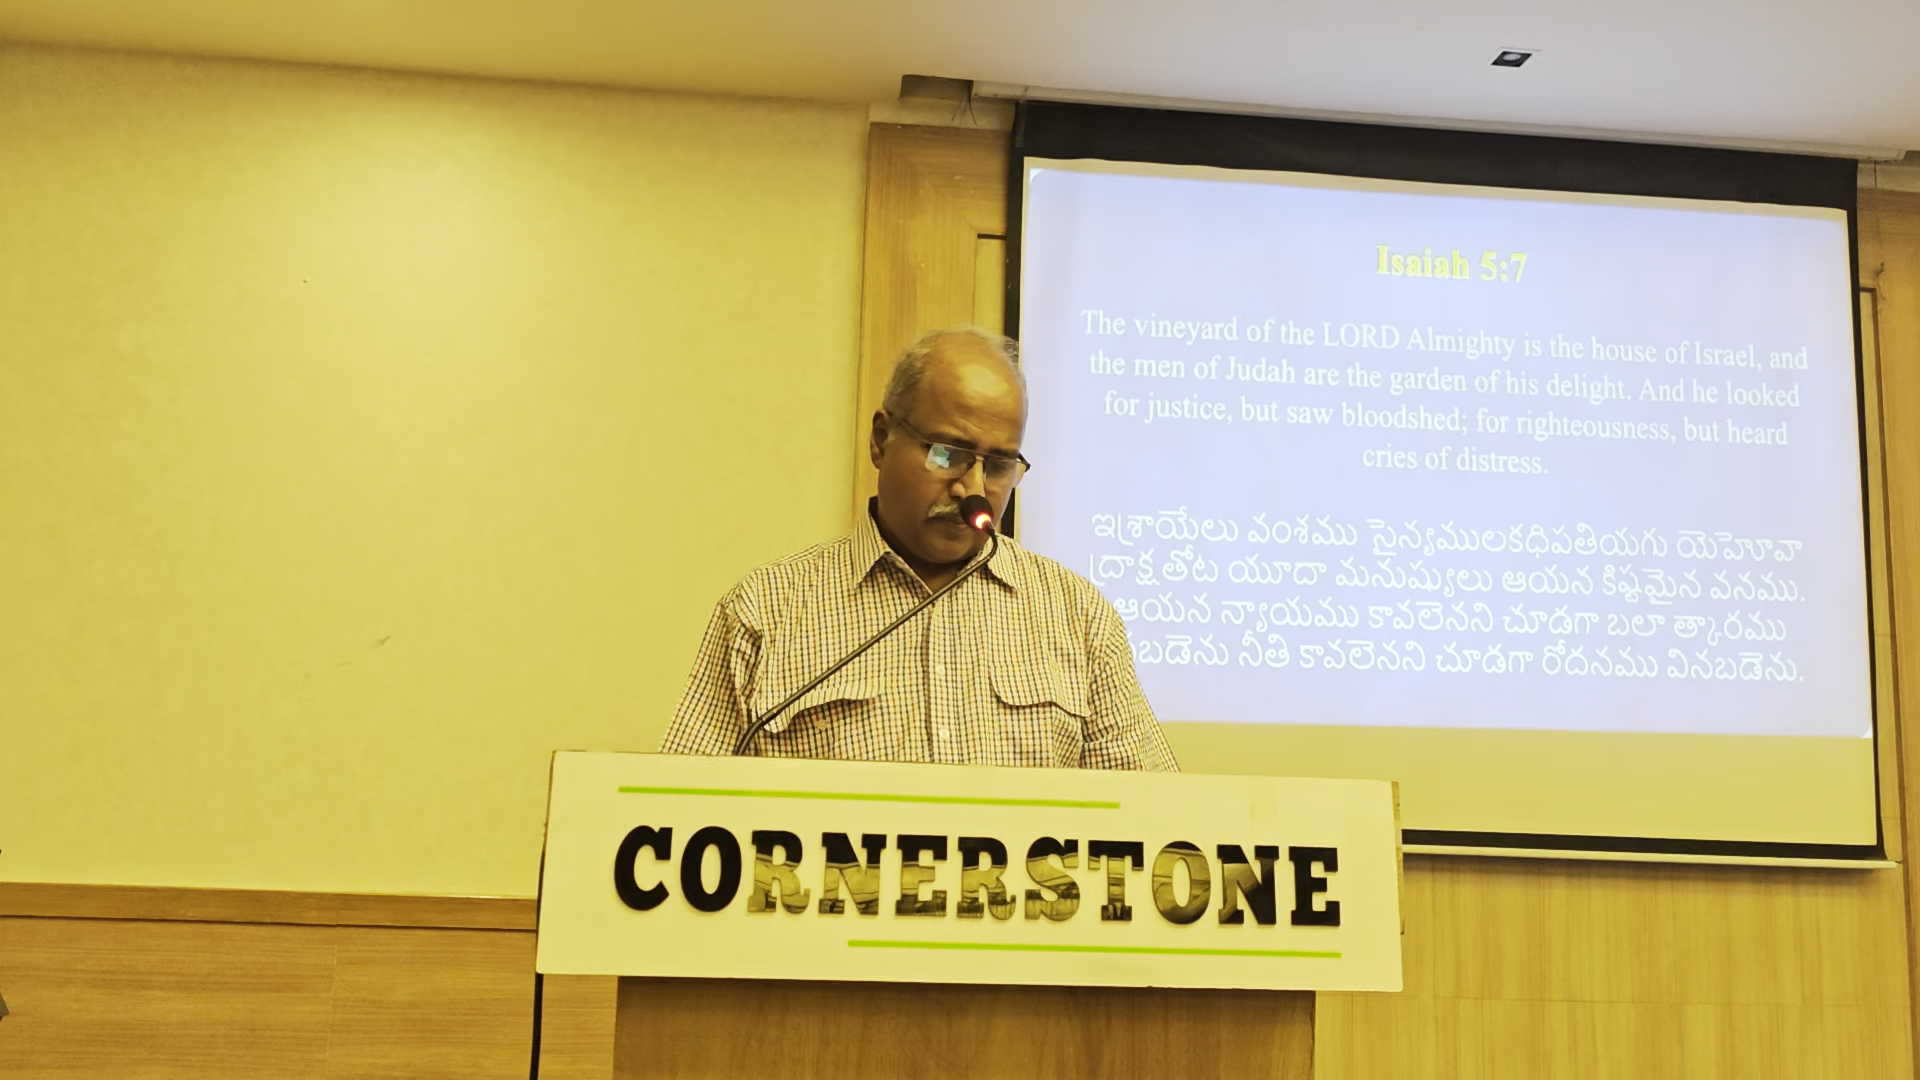 Isaiah 5:7
The vineyard of the LORD Almighty is the house of Israel, and
the men of Judah are the garden of his delight. And he looked
for justice, but saw bloodshed; for righteousness, but heard
cries of distress.
ఇశ్రాయేలు వంశము సైన్యములకధిపతియగు యెహెూవా
ద్రాక్షతోట యూదా మనుష్యులు ఆయన కిష్టమైన వనము.
ఆయన న్యాయము కావలెనని చూడగా బలా త్కారము
నీతి కావలెనని చూడగా రోదనము వినబడెను.
CORNERSTONE